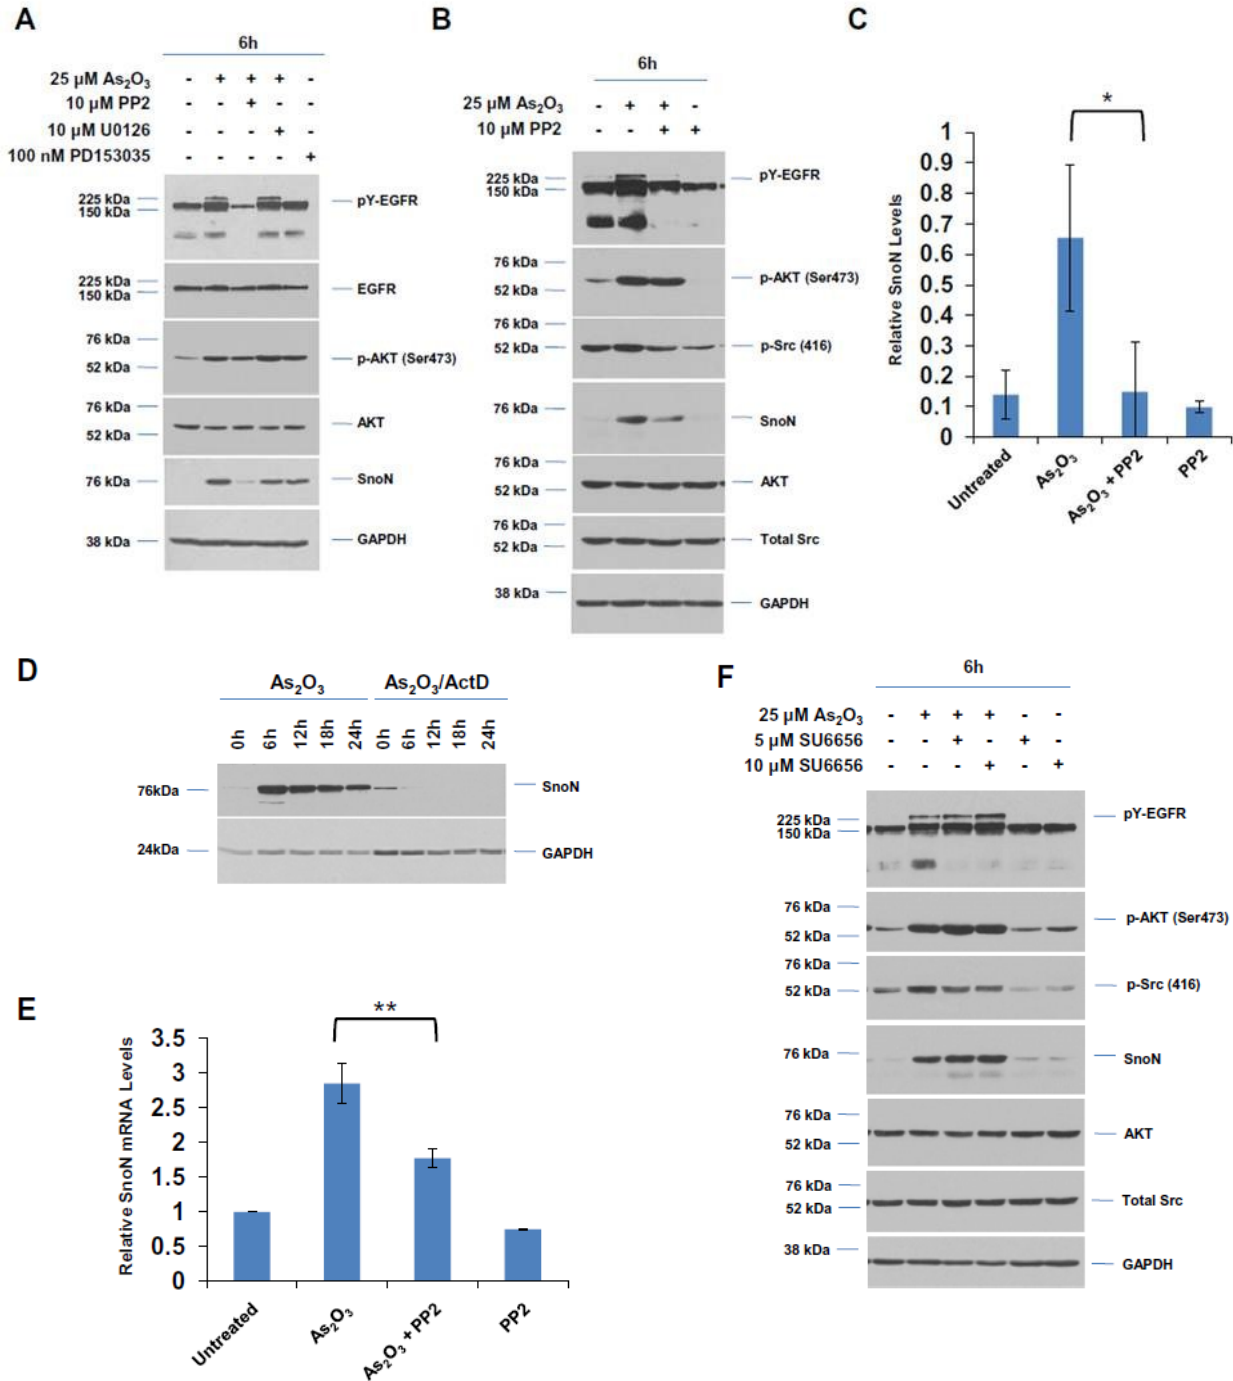 A
6h
25 µM As₂O₃ - + + + -
10 µM PP2 - - + - -
10 µM U0126 - - - + -
100 nM PD153035 - - - - +
225 kDa
150 kDa
pY-EGFR
225 kDa
150 kDa
EGFR
76 kDa
52 kDa
p-AKT (Ser473)
76 kDa
52 kDa
AKT
76 kDa
SnoN
38 kDa
GAPDH
B
6h
25 µM As₂O₃ - + + -
10 µM PP2 - - + +
225 kDa
150 kDa
pY-EGFR
76 kDa
52 kDa
p-AKT (Ser473)
52 kDa
p-Src (416)
76 kDa
SnoN
76 kDa
52 kDa
AKT
76 kDa
52 kDa
Total Src
38 kDa
GAPDH
C
*
Relative SnoN Levels
1
0.9
0.8
0.7
0.6
0.5
0.4
0.3
0.2
0.1
0
Untreated
As₂O₃
As₂O₃ + PP2
PP2
D
As₂O₃ As₂O₃/ActD
0h 6h 12h 18h 24h 0h 6h 12h 18h 24h
76kDa
SnoN
24kDa
GAPDH
E
**
Relative SnoN mRNA Levels
3.5
3
2.5
2
1.5
1
0.5
0
Untreated
As₂O₃
As₂O₃ + PP2
PP2
F
6h
25 µM As₂O₃ - + + + - -
5 µM SU6656 - - + - + -
10 µM SU6656 - - - + - +
225 kDa
150 kDa
pY-EGFR
76 kDa
52 kDa
p-AKT (Ser473)
76 kDa
52 kDa
p-Src (416)
76 kDa
SnoN
76 kDa
52 kDa
AKT
76 kDa
52 kDa
Total Src
38 kDa
GAPDH